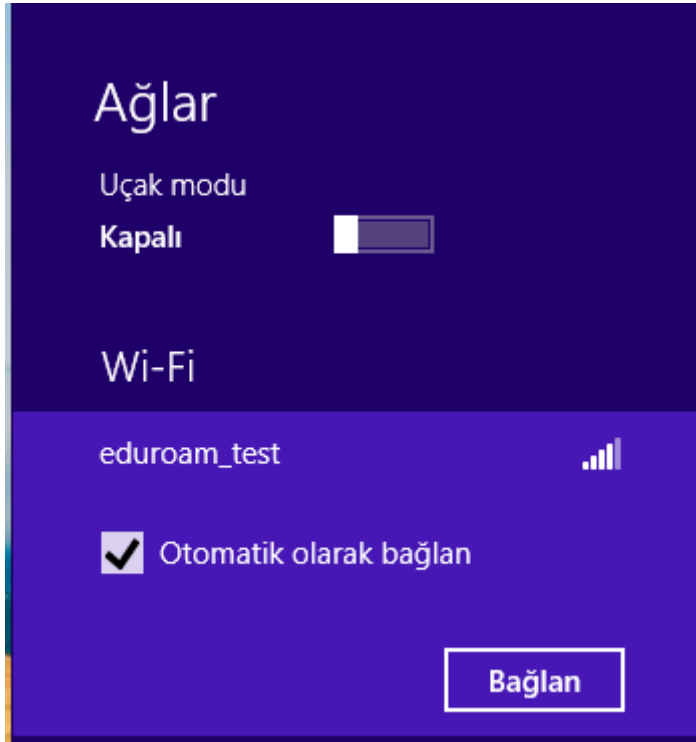 Ağlar
Uçak modu
Kapalı
Wi-Fi
eduroam_test
Otomatik olarak bağlan
Bağlan